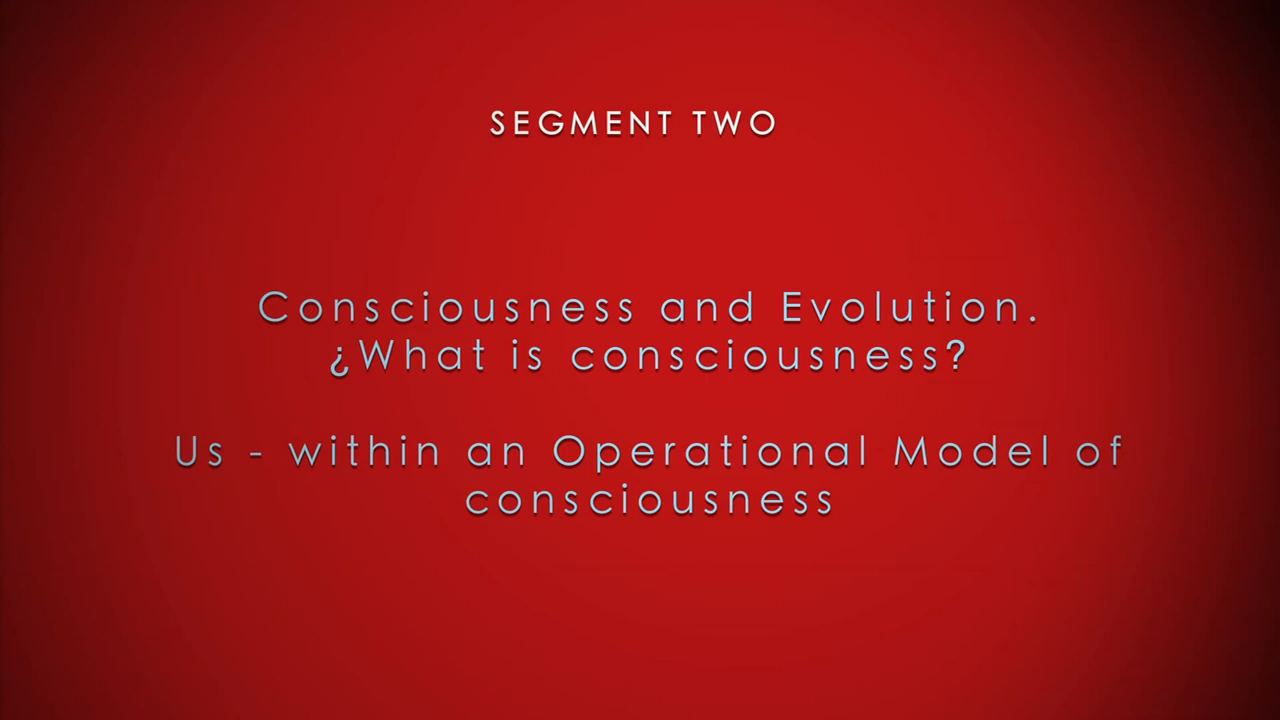 SEGMENT TWO
Consciousness and Evolution.
¿What is consciousness?
Us - within an Operational Model of
consciousness